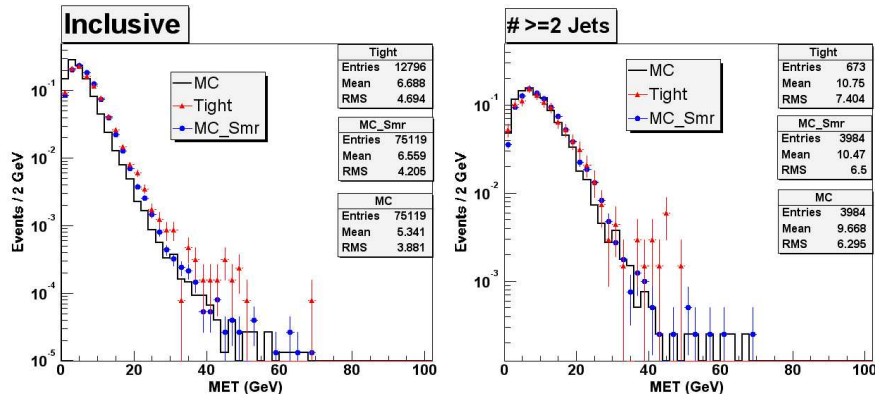 Inclusive
Events / 2 GeV
10⁻¹
10⁻²
10⁻³
10⁻⁴
10⁻⁵
MC
Tight
MC_Smr
Tight
Entries 12796
Mean 6.688
RMS 4.694
MC_Smr
Entries 75119
Mean 6.559
RMS 4.205
MC
Entries 75119
Mean 5.341
RMS 3.881
0 20 40 60 80 100
MET (GeV)
# >=2 Jets
Events / 2 GeV
10⁻¹
10⁻²
10⁻³
MC
Tight
MC_Smr
Tight
Entries 673
Mean 10.75
RMS 7.404
MC_Smr
Entries 3984
Mean 10.47
RMS 6.5
MC
Entries 3984
Mean 9.668
RMS 6.295
0 20 40 60 80 100
MET (GeV)